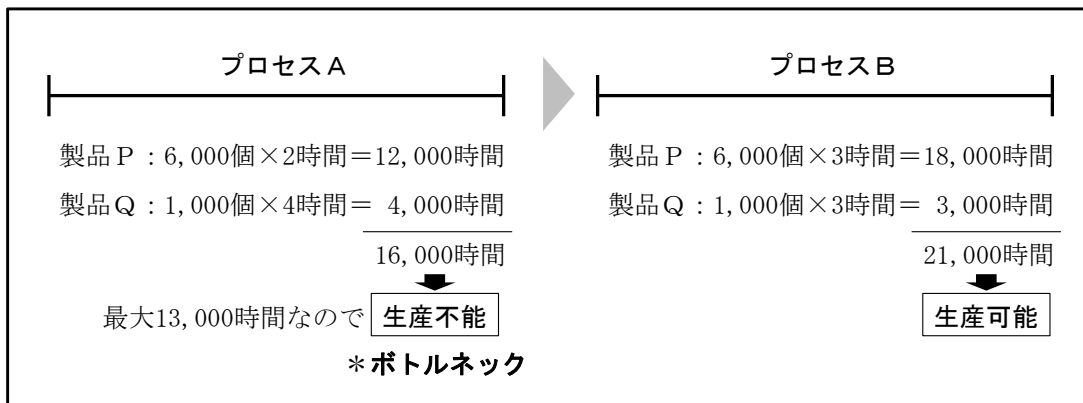 プロセスA
製品P：6,000個×2時間＝12,000時間
製品Q：1,000個×4時間＝ 4,000時間
16,000時間
最大13,000時間なので 生産不能
＊ボトルネック
プロセスB
製品P：6,000個×3時間＝18,000時間
製品Q：1,000個×3時間＝ 3,000時間
21,000時間
生産可能